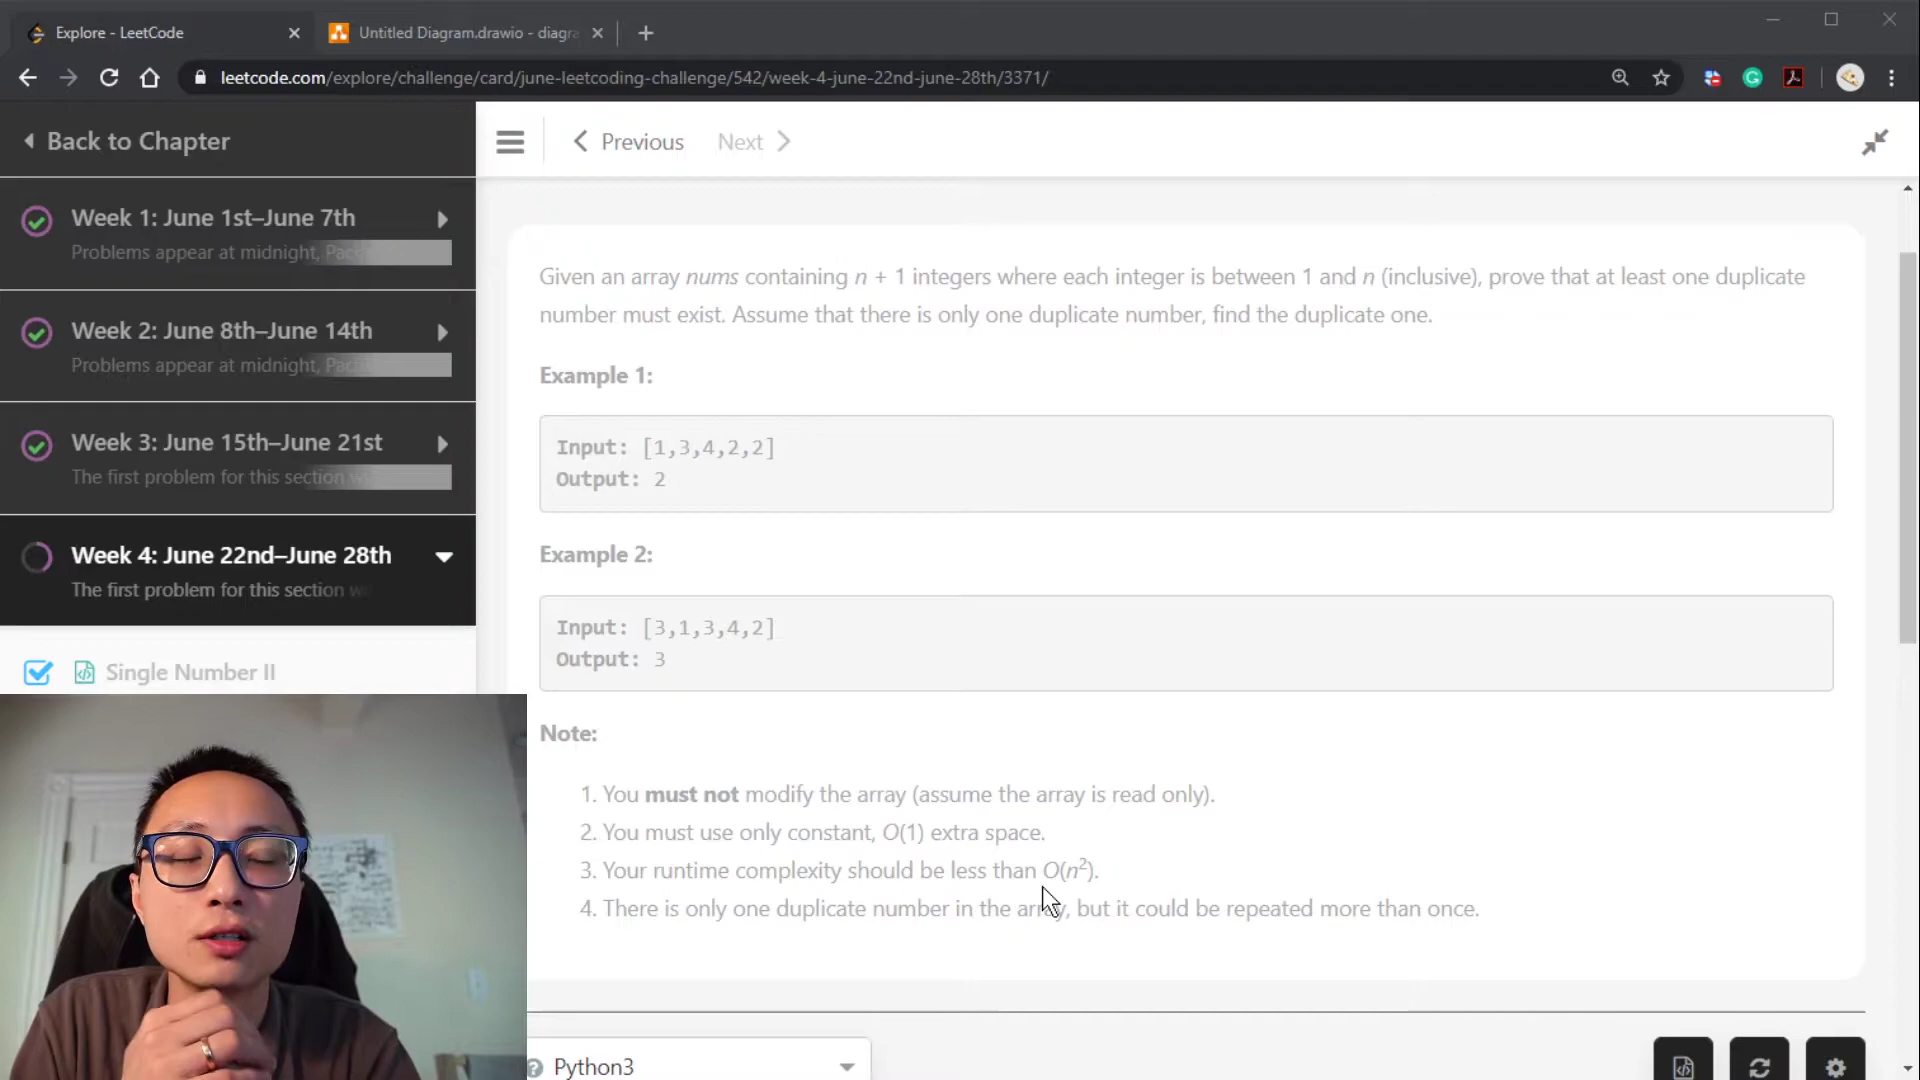 Explore - LeetCode
Untitled Diagram.drawio - diagra
leetcode.com/explore/challenge/card/june-leetcoding-challenge/542/week-4-june-22nd-june-28th/3371/
Back to Chapter
Previous
Next
Week 1: June 1st–June 7th
Problems appear at midnight,
Week 2: June 8th–June 14th
Problems appear at midnight,
Week 3: June 15th–June 21st
The first problem for this section
Week 4: June 22nd–June 28th
The first problem for this section
Single Number II
Given an array nums containing n + 1 integers where each integer is between 1 and n (inclusive), prove that at least one duplicate
number must exist. Assume that there is only one duplicate number, find the duplicate one.
Example 1:
Input: [1,3,4,2,2]
Output: 2
Example 2:
Input: [3,1,3,4,2]
Output: 3
Note:
1. You must not modify the array (assume the array is read only).
2. You must use only constant, O(1) extra space.
3. Your runtime complexity should be less than O(n²).
4. There is only one duplicate number in the array, but it could be repeated more than once.
Python3